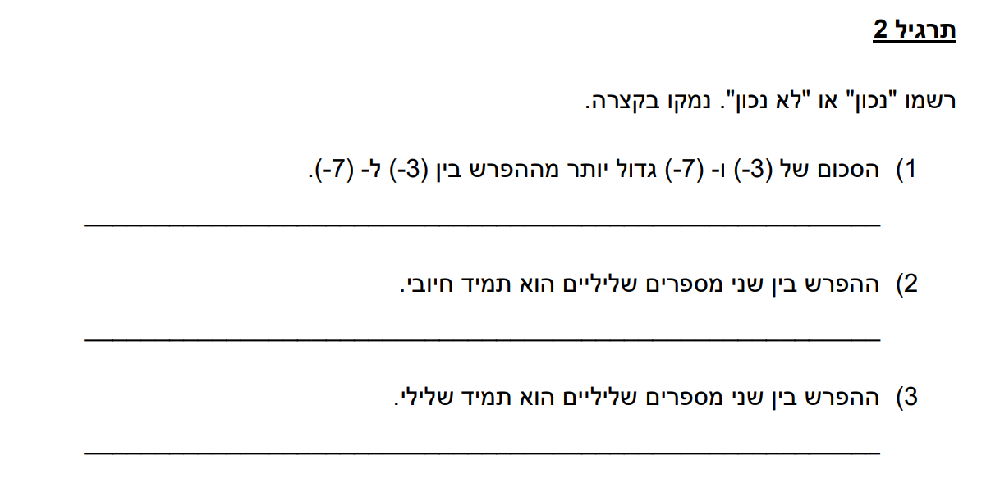 תרגיל 2
רשמו "נכון" או "לא נכון". נמקו בקצרה.
1) הסכום של (-3) ו- (-7) גדול יותר מההפרש בין (-3) ל- (-7).
2) ההפרש בין שני מספרים שליליים הוא תמיד חיובי.
3) ההפרש בין שני מספרים שליליים הוא תמיד שלילי.